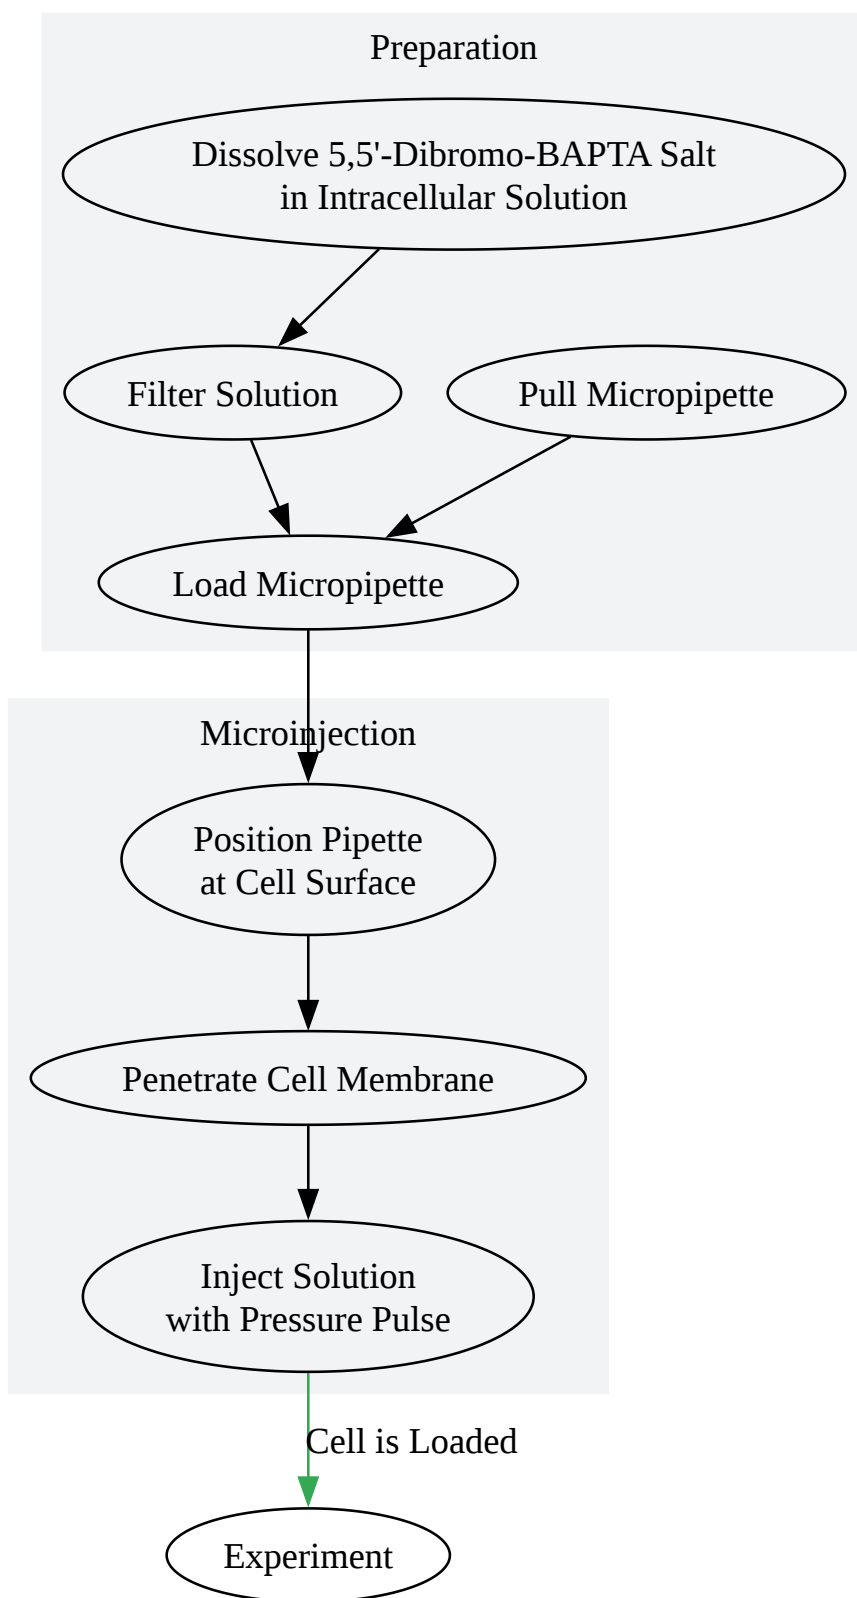 Preparation
Dissolve 5,5'-Dibromo-BAPTA Salt
in Intracellular Solution
Filter Solution
Pull Micropipette
Load Micropipette
Microinjection
Position Pipette
at Cell Surface
Penetrate Cell Membrane
Inject Solution
with Pressure Pulse
Cell is Loaded
Experiment